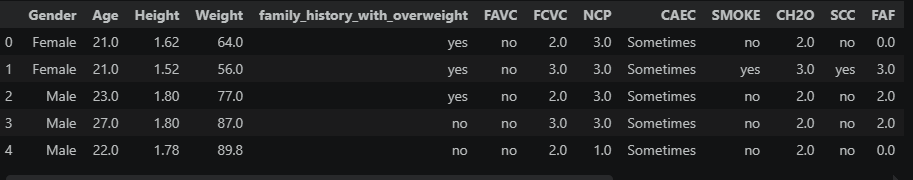 Gender Age Height Weight family_history_with_overweight FAVC FCVC NCP CAEC SMOKE CH2O SCC FAF
0 Female 21.0 1.62 64.0 yes no 2.0 3.0 Sometimes no 2.0 no 0.0
1 Female 21.0 1.52 56.0 yes no 3.0 3.0 Sometimes yes 3.0 yes 3.0
2 Male 23.0 1.80 77.0 yes no 2.0 3.0 Sometimes no 2.0 no 2.0
3 Male 27.0 1.80 87.0 no no 3.0 3.0 Sometimes no 2.0 no 2.0
4 Male 22.0 1.78 89.8 no no 2.0 1.0 Sometimes no 2.0 no 0.0